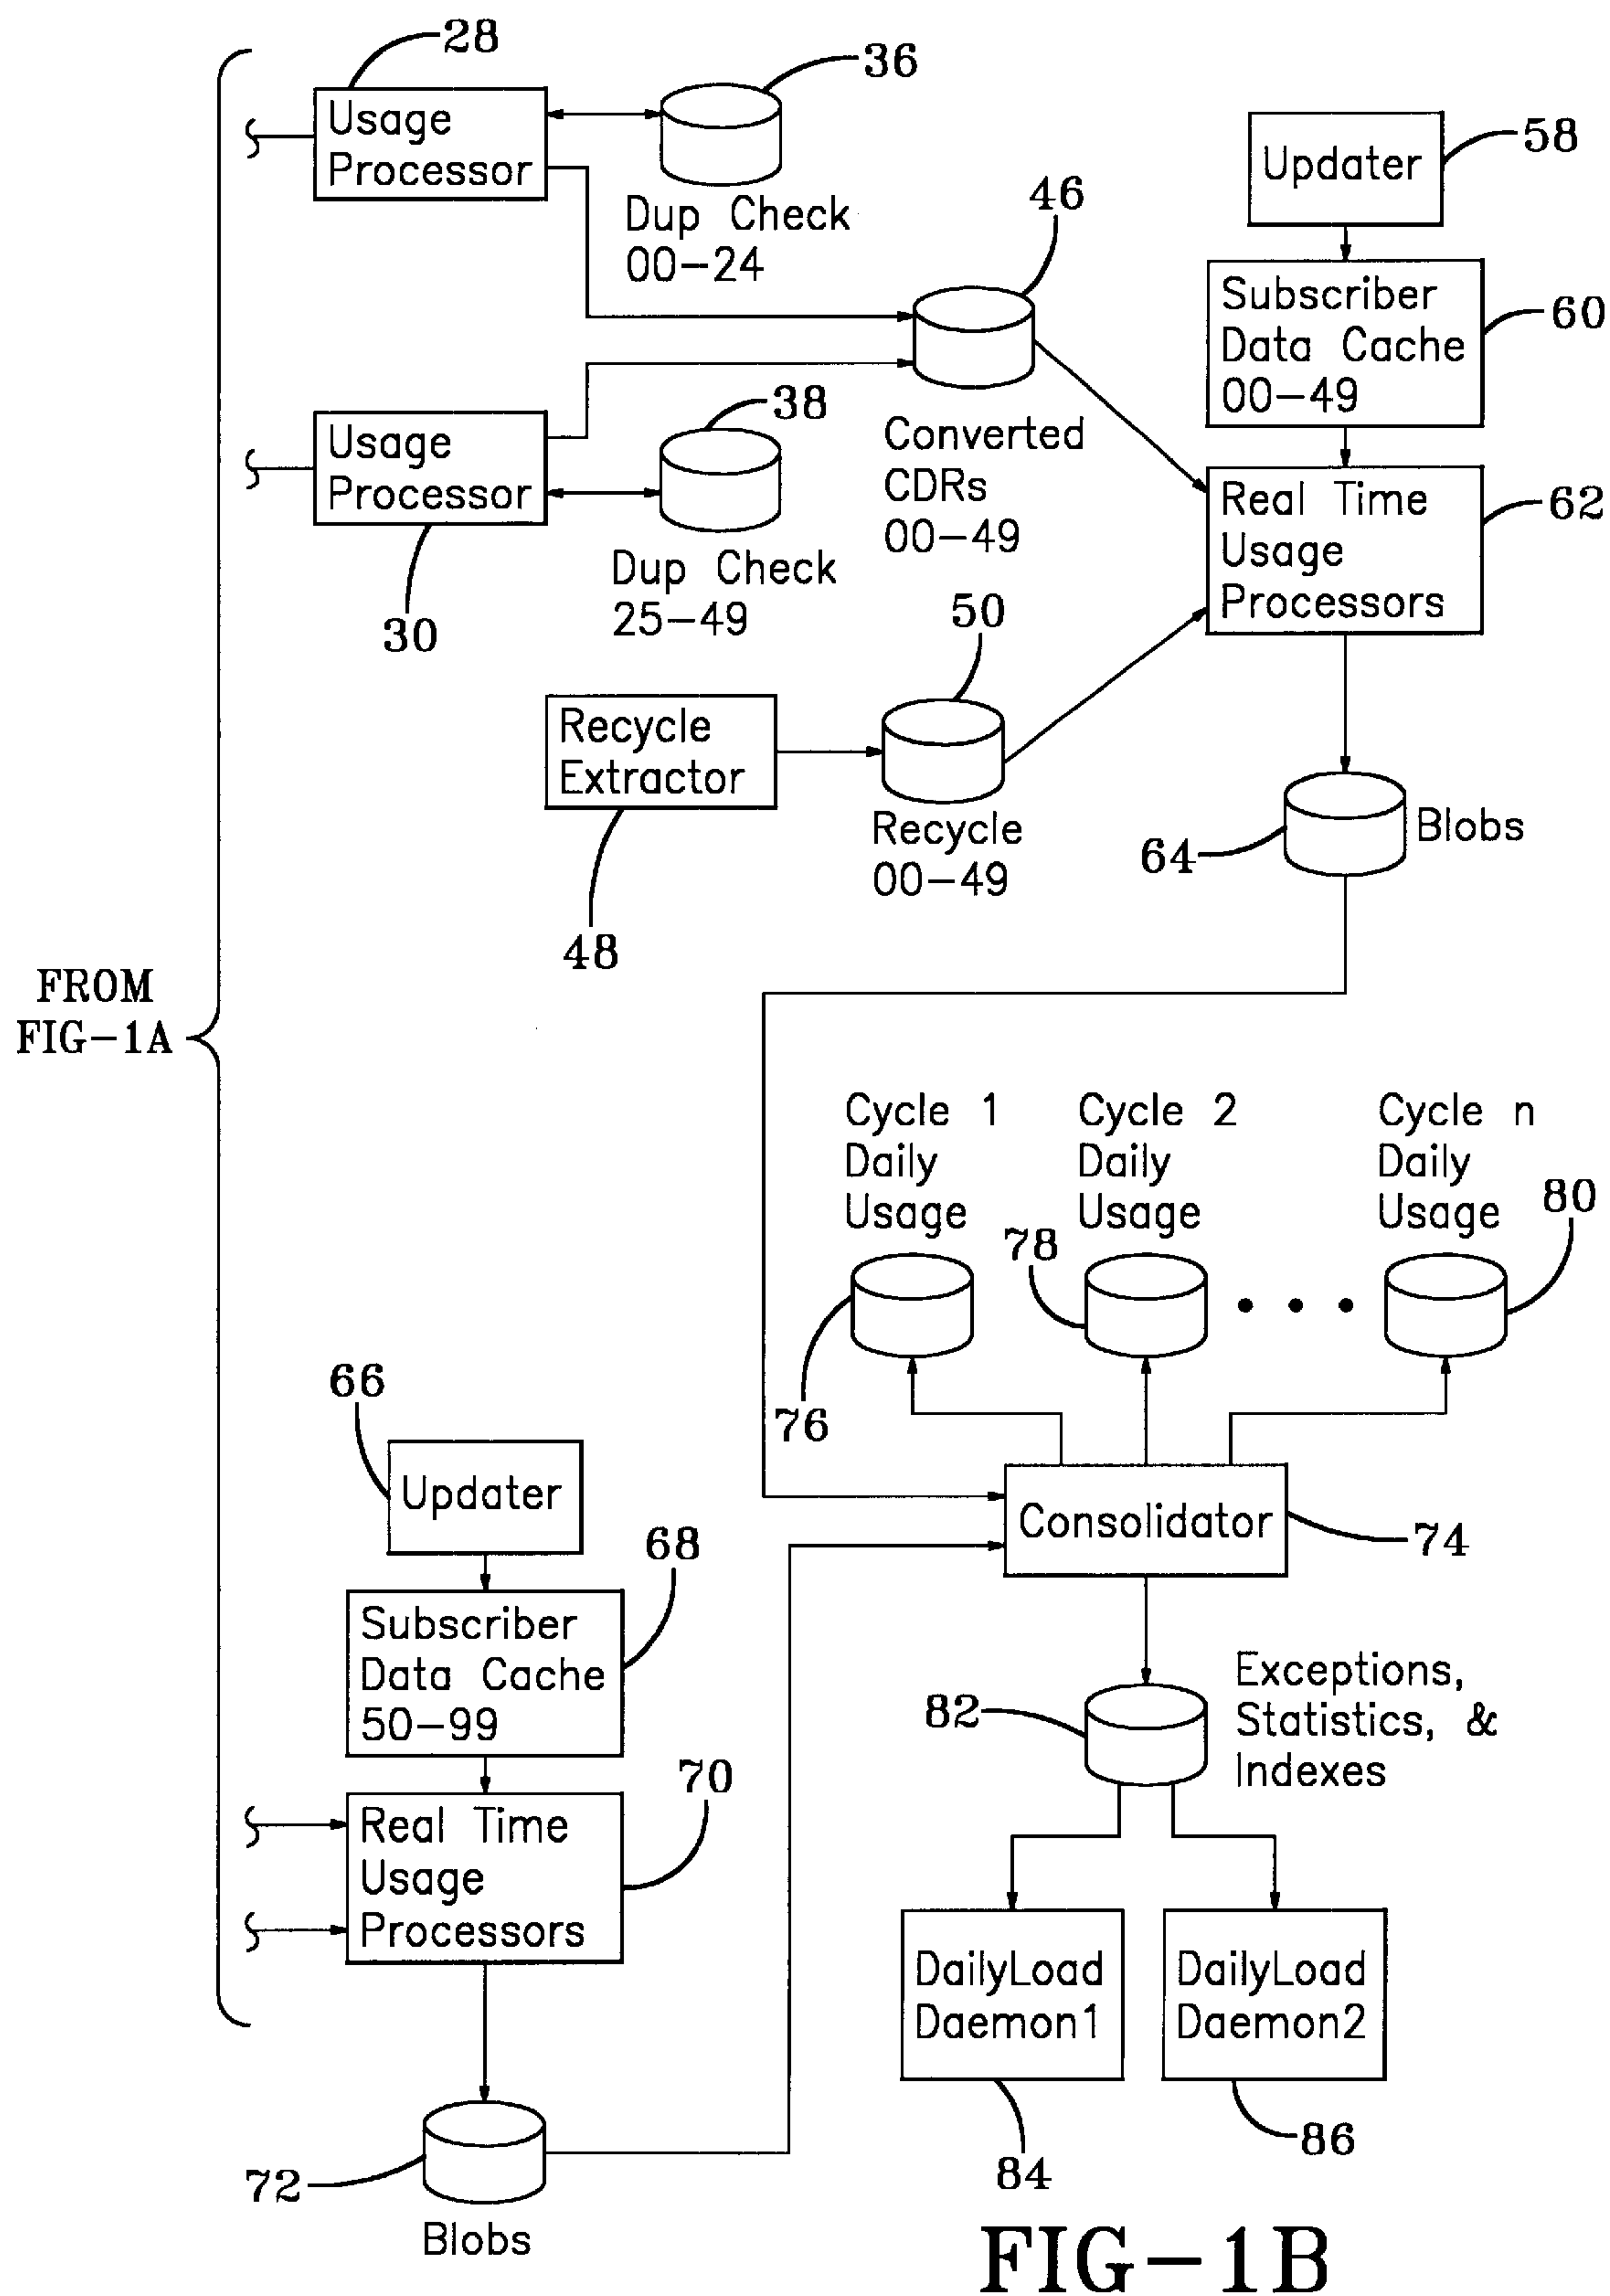 28
Usage
Processor
36
Dup Check
00-24
58
Updater
46
Subscriber
Data Cache
00-49
60
38
Usage
Processor
Converted
CDRs
00-49
Real Time
Usage
Processors
62
Dup Check
25-49
30
50
Recycle
Extractor
Recycle
00-49
48
64
Blobs
FROM
FIG-1A
Cycle 1
Daily
Usage
Cycle 2
Daily
Usage
Cycle n
Daily
Usage
76
78
80
66
Updater
Consolidator
74
68
Subscriber
Data Cache
50-99
82
Exceptions,
Statistics, &
Indexes
70
Real Time
Usage
Processors
DailyLoad
Daemon1
DailyLoad
Daemon2
84
86
72
Blobs
FIG-1B